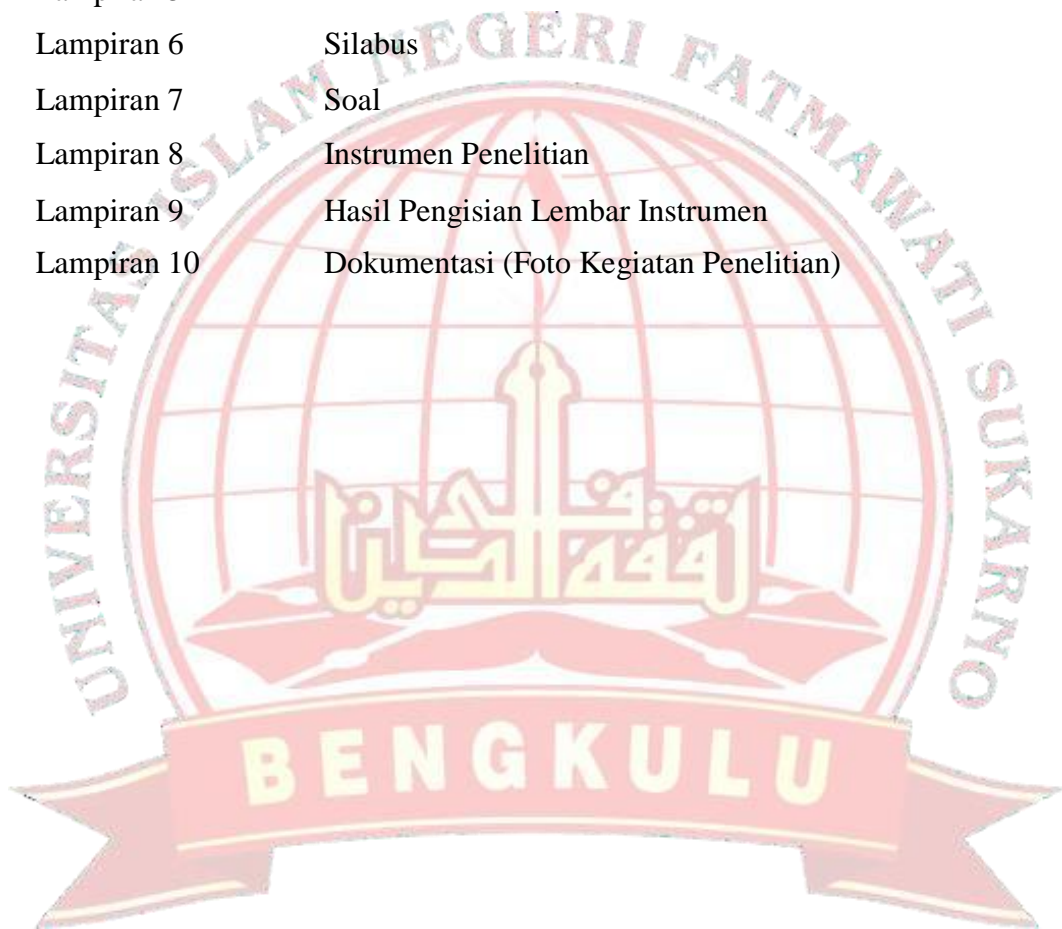 Lampiran 6 Silabus
Lampiran 7 Soal
Lampiran 8 Instrumen Penelitian
Lampiran 9 Hasil Pengisian Lembar Instrumen
Lampiran 10 Dokumentasi (Foto Kegiatan Penelitian)
UNIVERSITAS ISLAM NEGERI FATMAWATI SUKARNO
BENGKULU